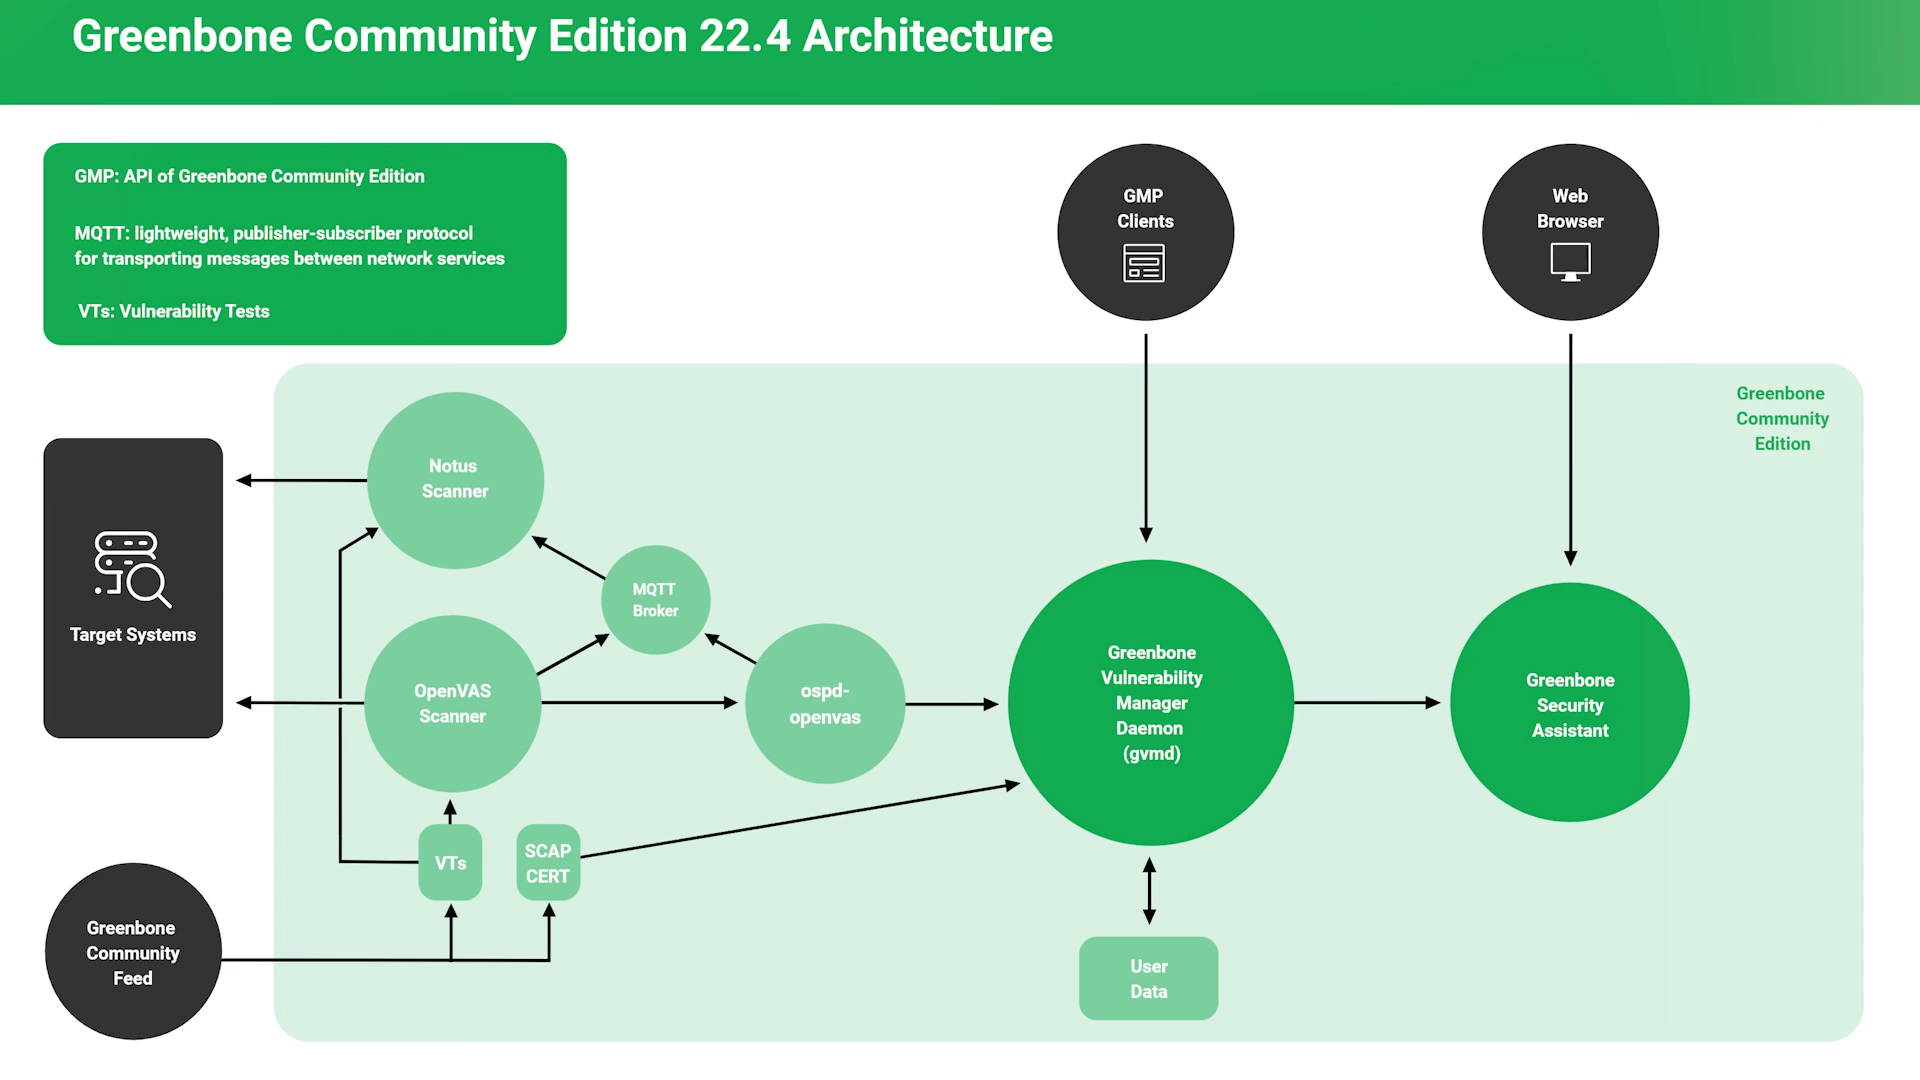 Greenbone Community Edition 22.4 Architecture
GMP: API of Greenbone Community Edition
MQTT: lightweight, publisher-subscriber protocol
for transporting messages between network services
VTs: Vulnerability Tests
GMP
Clients
Web
Browser
Greenbone
Community
Edition
Notus
Scanner
Target Systems
MQTT
Broker
OpenVAS
Scanner
ospd-
openvas
Greenbone
Vulnerability
Manager
Daemon
(gvmd)
Greenbone
Security
Assistant
VTs
SCAP
CERT
Greenbone
Community
Feed
User
Data